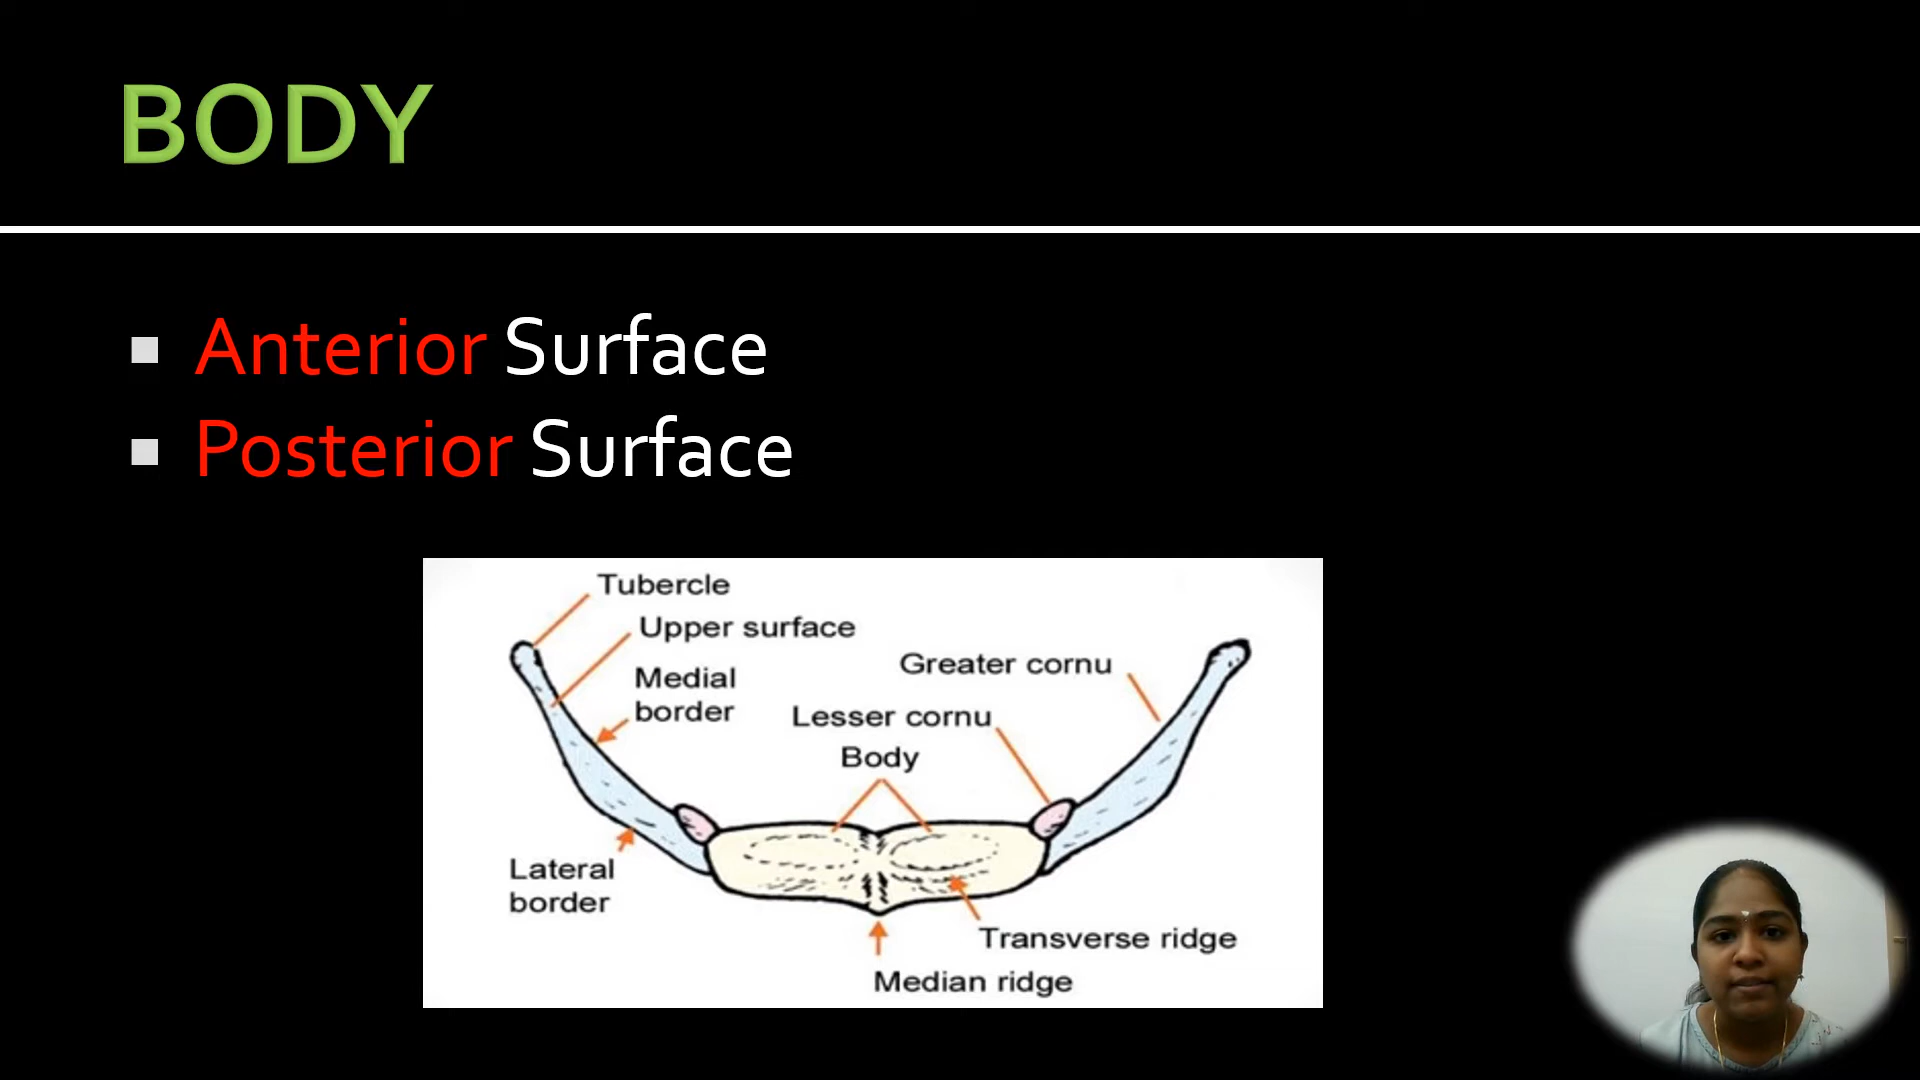 BODY
Anterior Surface
Posterior Surface
Tubercle
Upper surface
Medial
border
Greater cornu
Lesser cornu
Body
Lateral
border
Transverse ridge
Median ridge